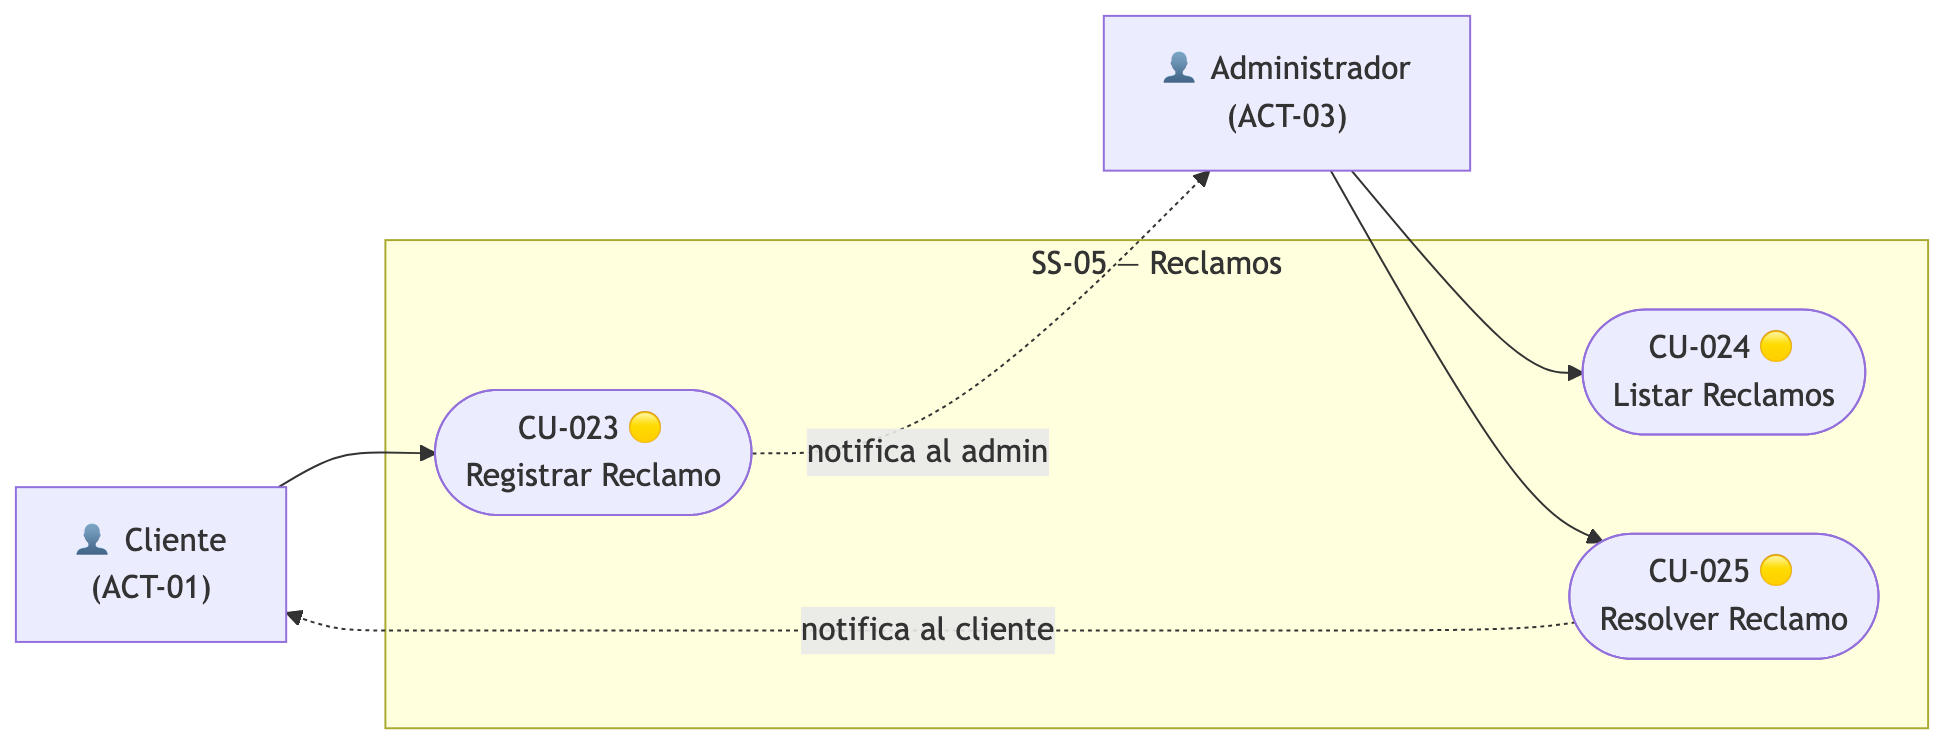 Administrador
(ACT-03)
SS-05 — Reclamos
CU-024
Listar Reclamos
CU-023
Registrar Reclamo
notifica al admin
Cliente
(ACT-01)
CU-025
Resolver Reclamo
notifica al cliente